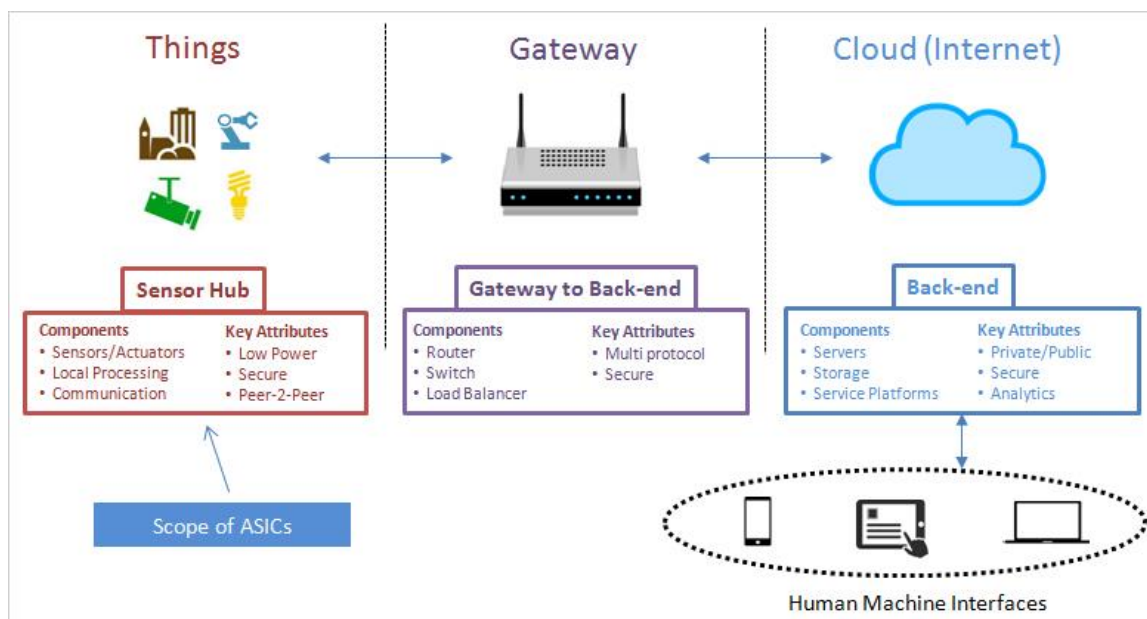 Things
Gateway
Cloud (Internet)
Sensor Hub
Components
• Sensors/Actuators
• Local Processing
• Communication
Key Attributes
• Low Power
• Secure
• Peer-2-Peer
Gateway to Back-end
Components
• Router
• Switch
• Load Balancer
Key Attributes
• Multi protocol
• Secure
Back-end
Components
• Servers
• Storage
• Service Platforms
Key Attributes
• Private/Public
• Secure
• Analytics
Scope of ASICs
Human Machine Interfaces